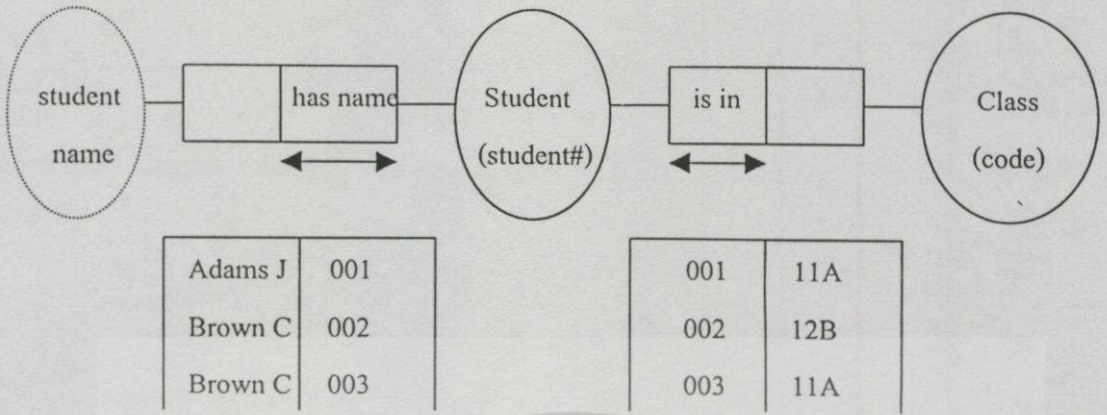 student
name
has name
Student
(student#)
is in
Class
(code)
Adams J 001
Brown C 002
Brown C 003
001 11A
002 12B
003 11A